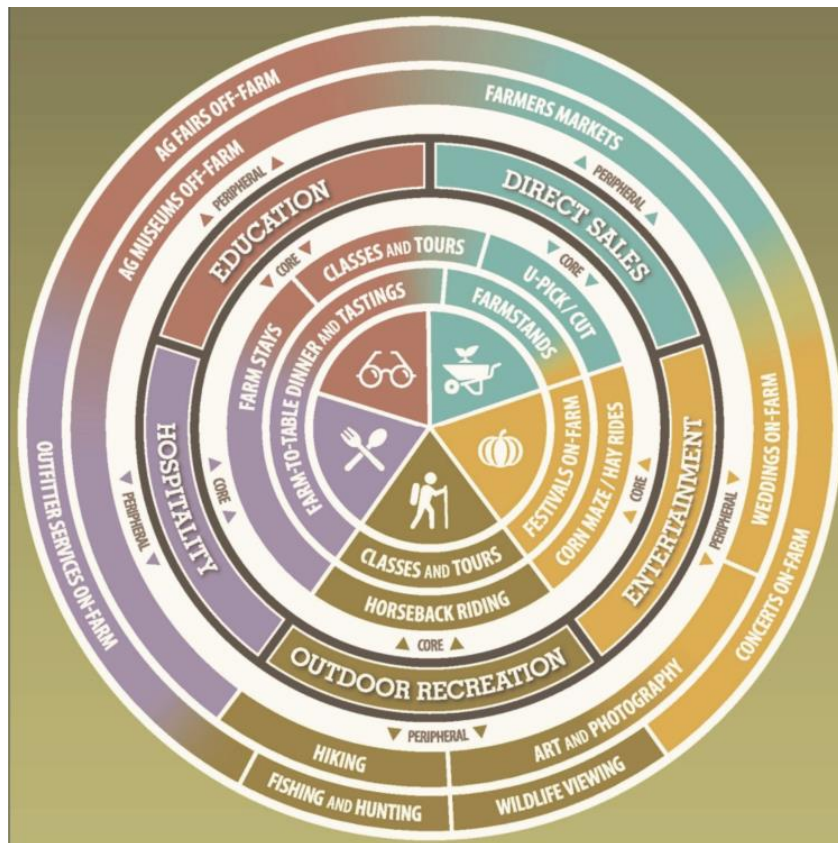 AG FAIRS OFF-FARM
AG MUSEUMS OFF-FARM
FARMERS MARKETS
PERIPHERAL
PERIPHERAL
EDUCATION
DIRECT SALES
CORE
CORE
CLASSES AND TOURS
U-PICK / CUT
FARM STAYS
FARM-TO-TABLE DINNER AND TASTINGS
FARMSTANDS
HOSPITALITY
CORE
PERIPHERAL
OUTFITTER SERVICES ON-FARM
FESTIVALS ON-FARM
CORN MAZE / HAY RIDES
CORE
ENTERTAINMENT
PERIPHERAL
WEDDINGS ON-FARM
CONCERTS ON-FARM
CLASSES AND TOURS
HORSEBACK RIDING
CORE
OUTDOOR RECREATION
PERIPHERAL
HIKING
ART AND PHOTOGRAPHY
FISHING AND HUNTING
WILDLIFE VIEWING